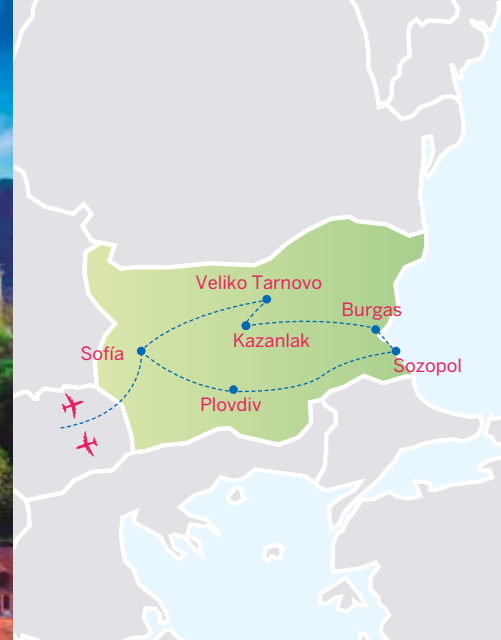 Veliko Tarnovo
Burgas
Kazanlak
Sofía
Sozopol
Plovdiv